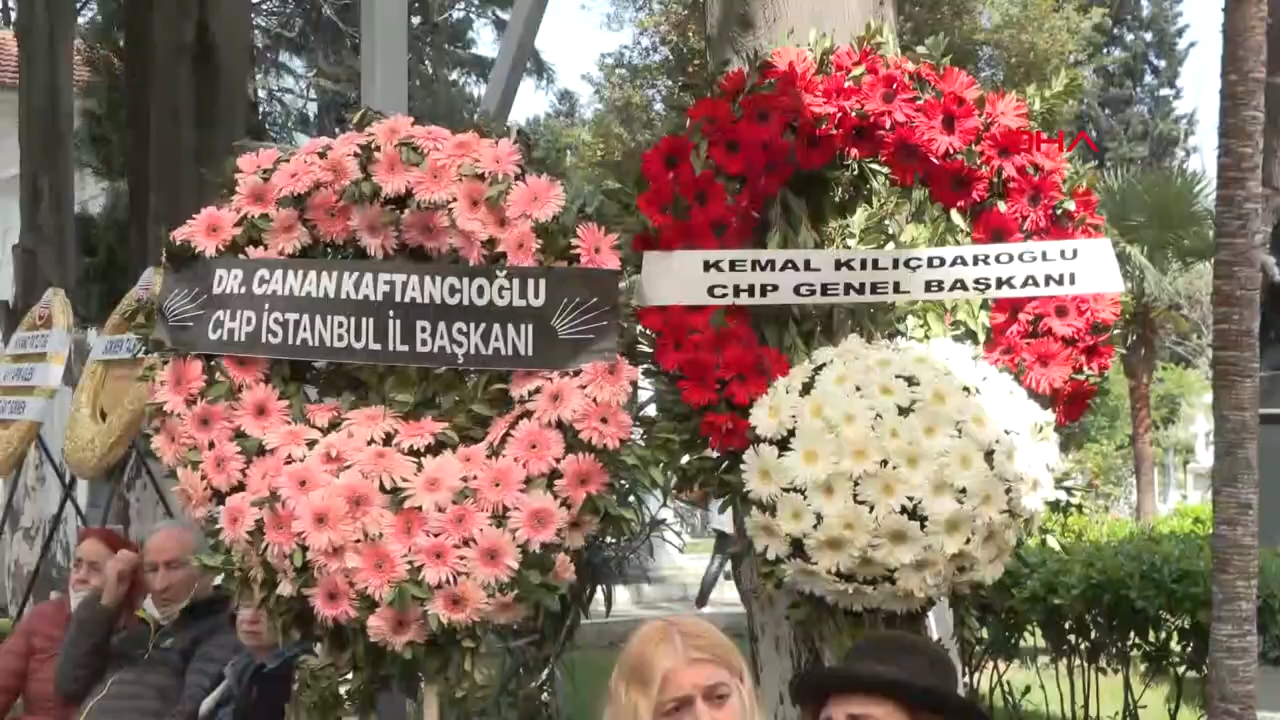 DHA
DR. CANAN KAFTANCIOĞLU
CHP İSTANBUL İL BAŞKANI
KEMAL KILIÇDAROĞLU
CHP GENEL BAŞKANI